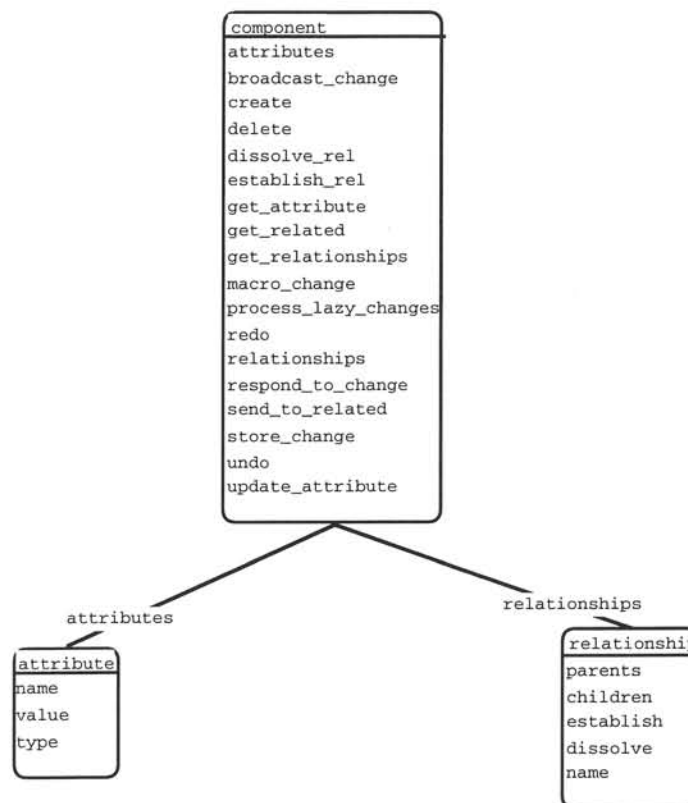 component
attributes
broadcast_change
create
delete
dissolve_rel
establish_rel
get_attribute
get_related
get_relationships
macro_change
process_lazy_changes
redo
relationships
respond_to_change
send_to_related
store_change
undo
update_attribute
attributes
relationships
attribute
name
value
type
relationship
parents
children
establish
dissolve
name